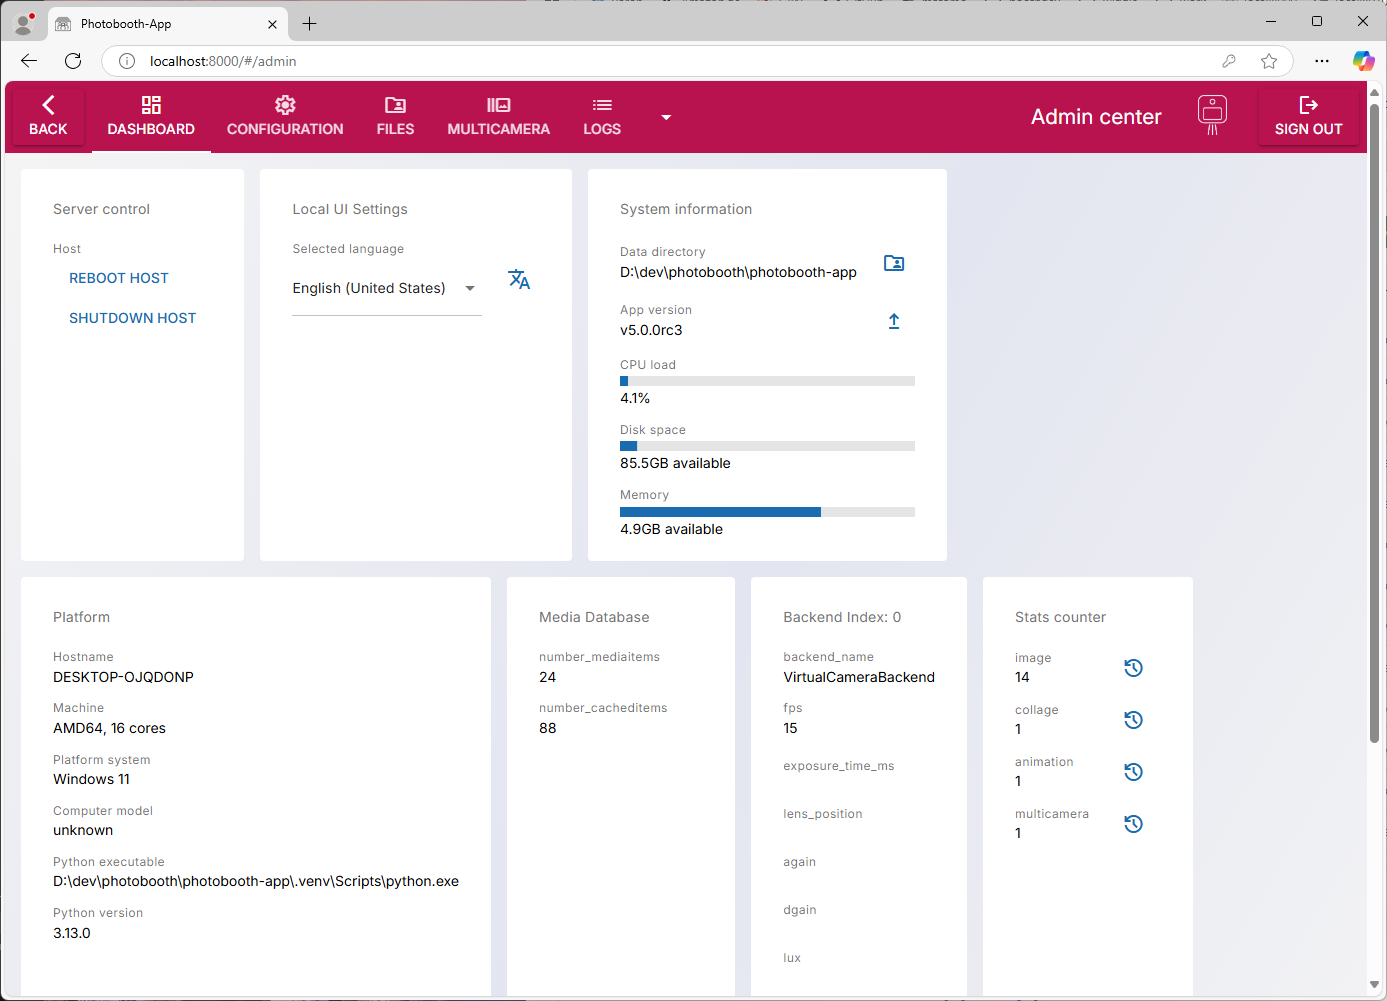 Photobooth-App
localhost:8000/#/admin
BACK
DASHBOARD
CONFIGURATION
FILES
MULTICAMERA
LOGS
Admin center
SIGN OUT
Server control
Host
REBOOT HOST
SHUTDOWN HOST
Local UI Settings
Selected language
English (United States)
System information
Data directory
D:\dev\photobooth\photobooth-app
App version
v5.0.0rc3
CPU load
4.1%
Disk space
85.5GB available
Memory
4.9GB available
Platform
Hostname
DESKTOP-OJQDONP
Machine
AMD64, 16 cores
Platform system
Windows 11
Computer model
unknown
Python executable
D:\dev\photobooth\photobooth-app\.venv\Scripts\python.exe
Python version
3.13.0
Media Database
number_mediaitems
24
number_cacheditems
88
Backend Index: 0
backend_name
VirtualCameraBackend
fps
15
exposure_time_ms
lens_position
again
dgain
lux
Stats counter
image
14
collage
1
animation
1
multicamera
1